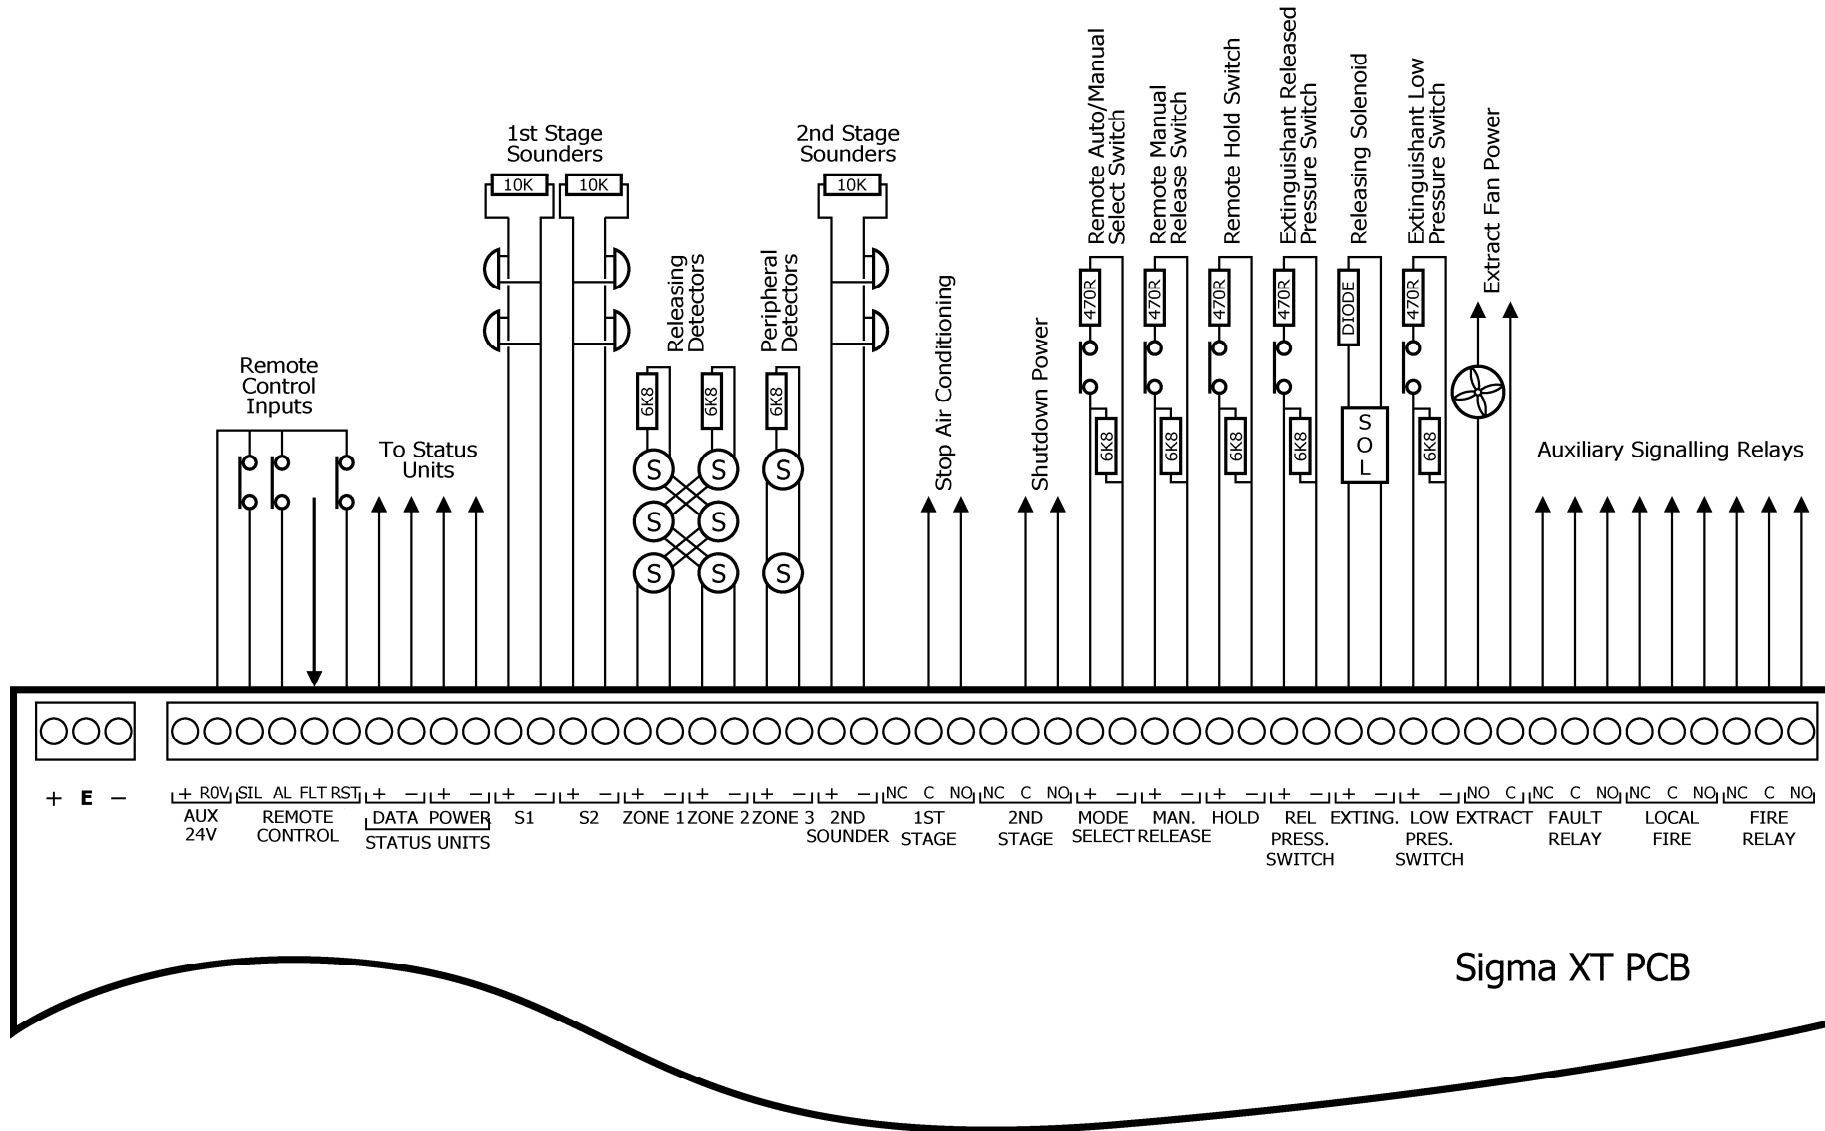 1st Stage
Sounders
10K
10K
2nd Stage
Sounders
10K
Remote
Control
Inputs
To Status
Units
Releasing
Detectors
6K8
6K8
S
S
S
S
S
S
Peripheral
Detectors
6K8
S
S
Stop Air Conditioning
Shutdown Power
Remote Auto/Manual
Select Switch
470R
6K8
Remote Manual
Release Switch
470R
6K8
Remote Hold Switch
470R
6K8
Extinguishant Released
Pressure Switch
470R
6K8
Releasing Solenoid
DIODE
S
O
L
Extinguishant Low
Pressure Switch
470R
6K8
Extract Fan Power
Auxiliary Signalling Relays
+ E −
+ R0V SIL AL FLT RST + − + − + − + − + − + − + − + − NC C NO NC C NO + − + − + − + − + − + − NO C NC C NO NC C NO NC C NO
AUX
24V
REMOTE
CONTROL
DATA POWER
STATUS UNITS
S1
S2
ZONE 1
ZONE 2
ZONE 3
2ND
SOUNDER
1ST
STAGE
2ND
STAGE
MODE
SELECT
MAN.
RELEASE
HOLD
REL
PRESS.
SWITCH
EXTING.
LOW
PRES.
SWITCH
EXTRACT
FAULT
RELAY
LOCAL
FIRE
FIRE
RELAY
Sigma XT PCB